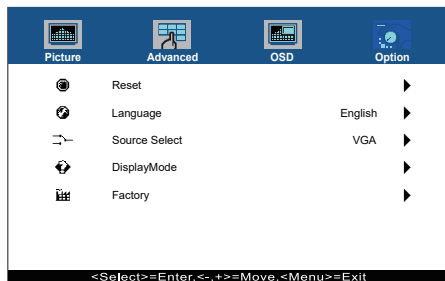 Picture Advanced OSD Option
Reset
Language English
Source Select VGA
DisplayMode
Factory
<Select>=Enter,<-,+>=Move,<Menu>=Exit